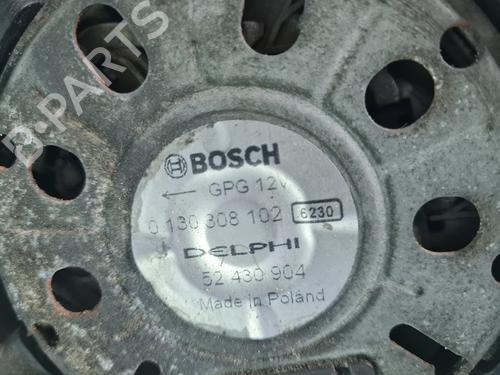 BOSCH
← GPG 12v
0 130 308 102 6230
DELPHI
52 430 904
Made in Poland
B-PARTS